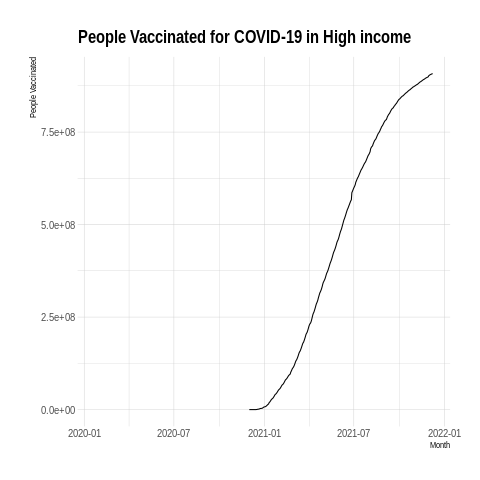 People Vaccinated for COVID-19 in High income
People Vaccinated
7.5e+08
5.0e+08
2.5e+08
0.0e+00
2020-01 2020-07 2021-01 2021-07 2022-01
Month